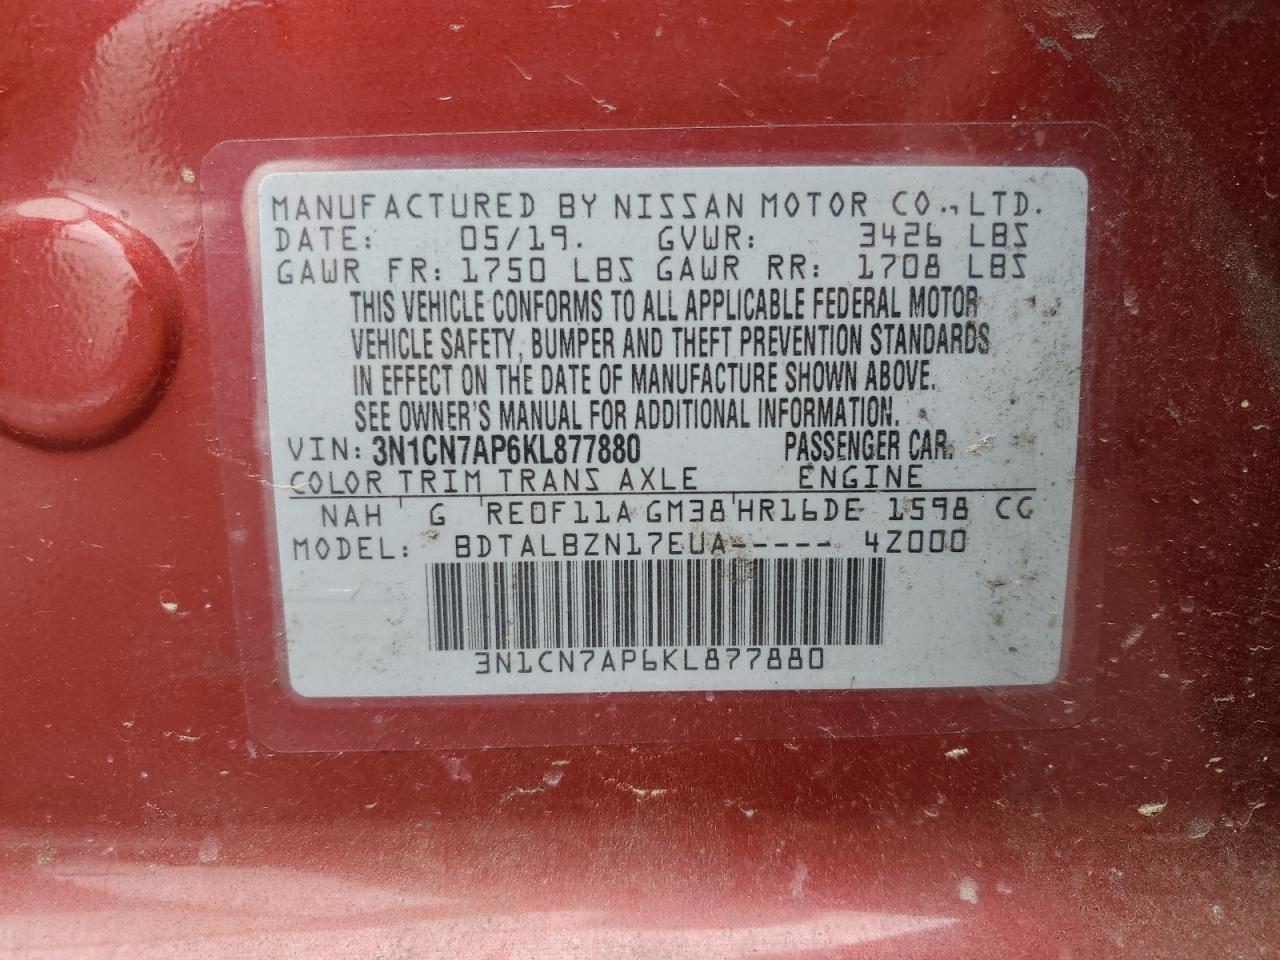 MANUFACTURED BY NISSAN MOTOR CO., LTD.
DATE: 05/19. GVWR: 3426 LBS
GAWR FR: 1750 LBS GAWR RR: 1708 LBS
THIS VEHICLE CONFORMS TO ALL APPLICABLE FEDERAL MOTOR
VEHICLE SAFETY, BUMPER AND THEFT PREVENTION STANDARDS
IN EFFECT ON THE DATE OF MANUFACTURE SHOWN ABOVE.
SEE OWNER'S MANUAL FOR ADDITIONAL INFORMATION.
VIN: 3N1CN7AP6KL877880 PASSENGER CAR.
COLOR TRIM TRANS AXLE ENGINE
NAH G RE0F11A GM38 HR16DE 1598 CC
MODEL: BDTALBZN17EUA----- 4Z000
3N1CN7AP6KL877880